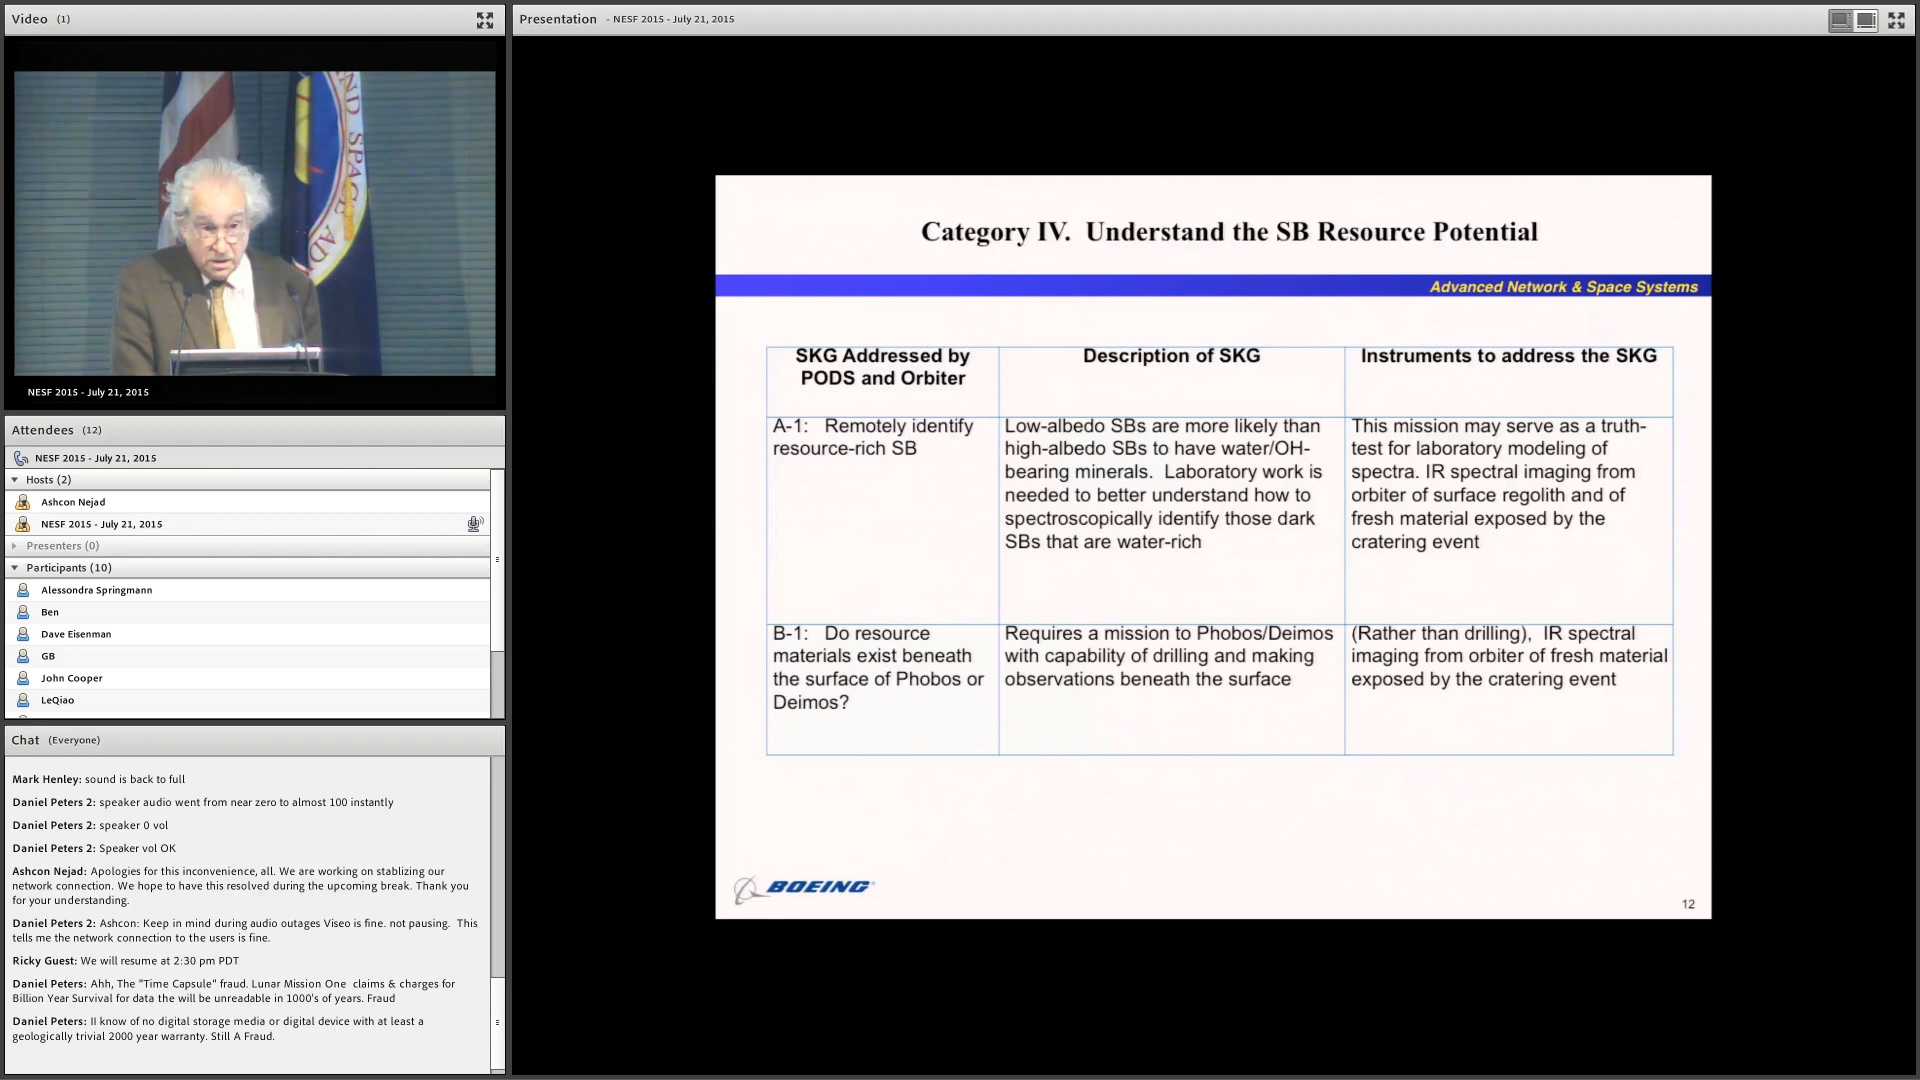 Video (1)
NESF 2015 - July 21, 2015
AND SPACE AD
Attendees (12)
NESF 2015 - July 21, 2015
Hosts (2)
Ashcon Nejad
NESF 2015 - July 21, 2015
Presenters (0)
Participants (10)
Alessondra Springmann
Ben
Dave Eisenman
GB
John Cooper
LeQiao
Chat (Everyone)
Mark Henley: sound is back to full
Daniel Peters 2: speaker audio went from near zero to almost 100 instantly
Daniel Peters 2: speaker 0 vol
Daniel Peters 2: Speaker vol OK
Ashcon Nejad: Apologies for this inconvenience, all. We are working on stablizing our
network connection. We hope to have this resolved during the upcoming break. Thank you
for your understanding.
Daniel Peters 2: Ashcon: Keep in mind during audio outages Viseo is fine. not pausing. This
tells me the network connection to the users is fine.
Ricky Guest: We will resume at 2:30 pm PDT
Daniel Peters: Ahh, The "Time Capsule" fraud. Lunar Mission One claims & charges for
Billion Year Survival for data the will be unreadable in 1000's of years. Fraud
Daniel Peters: II know of no digital storage media or digital device with at least a
geologically trivial 2000 year warranty. Still A Fraud.
Presentation - NESF 2015 - July 21, 2015
Category IV. Understand the SB Resource Potential
Advanced Network & Space Systems
SKG Addressed by
PODS and Orbiter
Description of SKG
Instruments to address the SKG
A-1: Remotely identify
resource-rich SB
Low-albedo SBs are more likely than
high-albedo SBs to have water/OH-
bearing minerals. Laboratory work is
needed to better understand how to
spectroscopically identify those dark
SBs that are water-rich
This mission may serve as a truth-
test for laboratory modeling of
spectra. IR spectral imaging from
orbiter of surface regolith and of
fresh material exposed by the
cratering event
B-1: Do resource
materials exist beneath
the surface of Phobos or
Deimos?
Requires a mission to Phobos/Deimos
with capability of drilling and making
observations beneath the surface
(Rather than drilling), IR spectral
imaging from orbiter of fresh material
exposed by the cratering event
BOEING
12